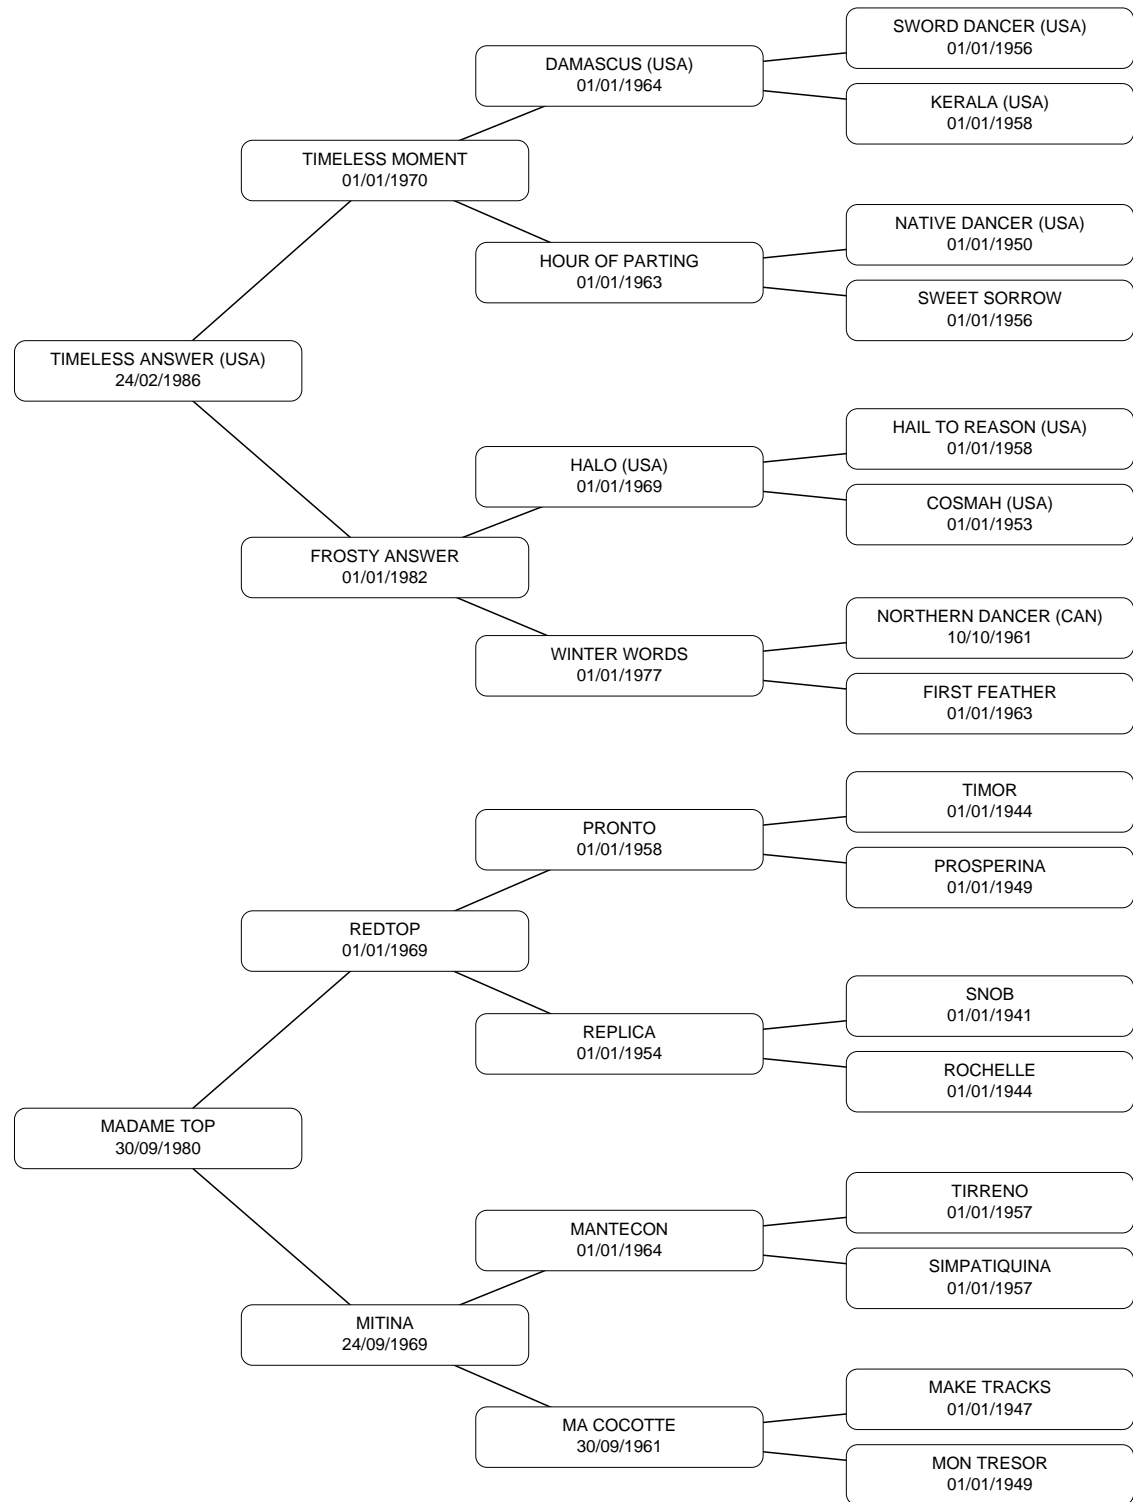 SWORD DANCER (USA)
01/01/1956
DAMASCUS (USA)
01/01/1964
KERALA (USA)
01/01/1958
TIMELESS MOMENT
01/01/1970
NATIVE DANCER (USA)
01/01/1950
HOUR OF PARTING
01/01/1963
SWEET SORROW
01/01/1956
TIMELESS ANSWER (USA)
24/02/1986
HAIL TO REASON (USA)
01/01/1958
HALO (USA)
01/01/1969
COSMAH (USA)
01/01/1953
FROSTY ANSWER
01/01/1982
NORTHERN DANCER (CAN)
10/10/1961
WINTER WORDS
01/01/1977
FIRST FEATHER
01/01/1963
TIMOR
01/01/1944
PRONTO
01/01/1958
PROSPERINA
01/01/1949
REDTOP
01/01/1969
SNOB
01/01/1941
REPLICA
01/01/1954
ROCHELLE
01/01/1944
MADAME TOP
30/09/1980
TIRRENO
01/01/1957
MANTECON
01/01/1964
SIMPATIQUINA
01/01/1957
MITINA
24/09/1969
MAKE TRACKS
01/01/1947
MA COCOTTE
30/09/1961
MON TRESOR
01/01/1949